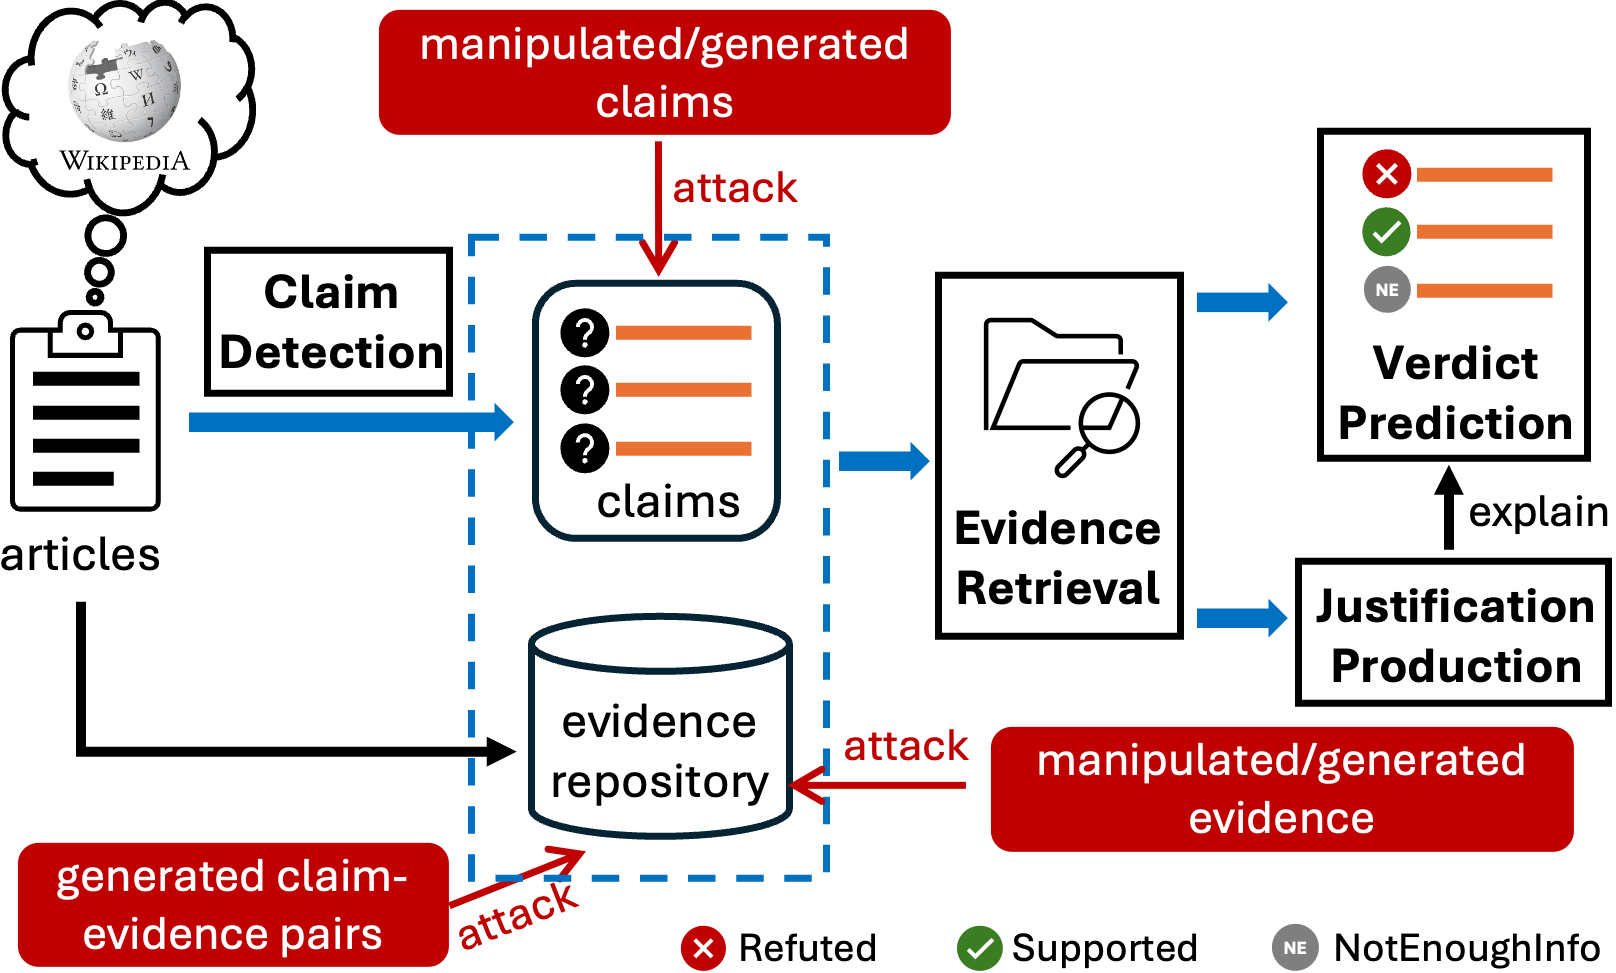 manipulated/generated
claims
attack
WIKIPEDIA
Ω
W
И
維
Claim
Detection
?
?
?
claims
articles
NE
Verdict
Prediction
explain
Evidence
Retrieval
Justification
Production
evidence
repository
attack
manipulated/generated
evidence
generated claim-
evidence pairs
attack
Refuted
Supported
NE
NotEnoughInfo